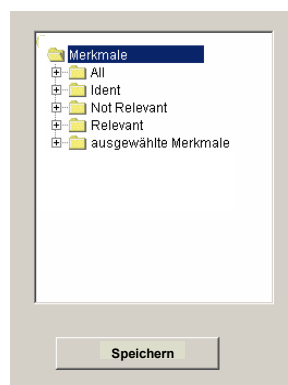 Merkmale
All
Ident
Not Relevant
Relevant
ausgewählte Merkmale
Speichern